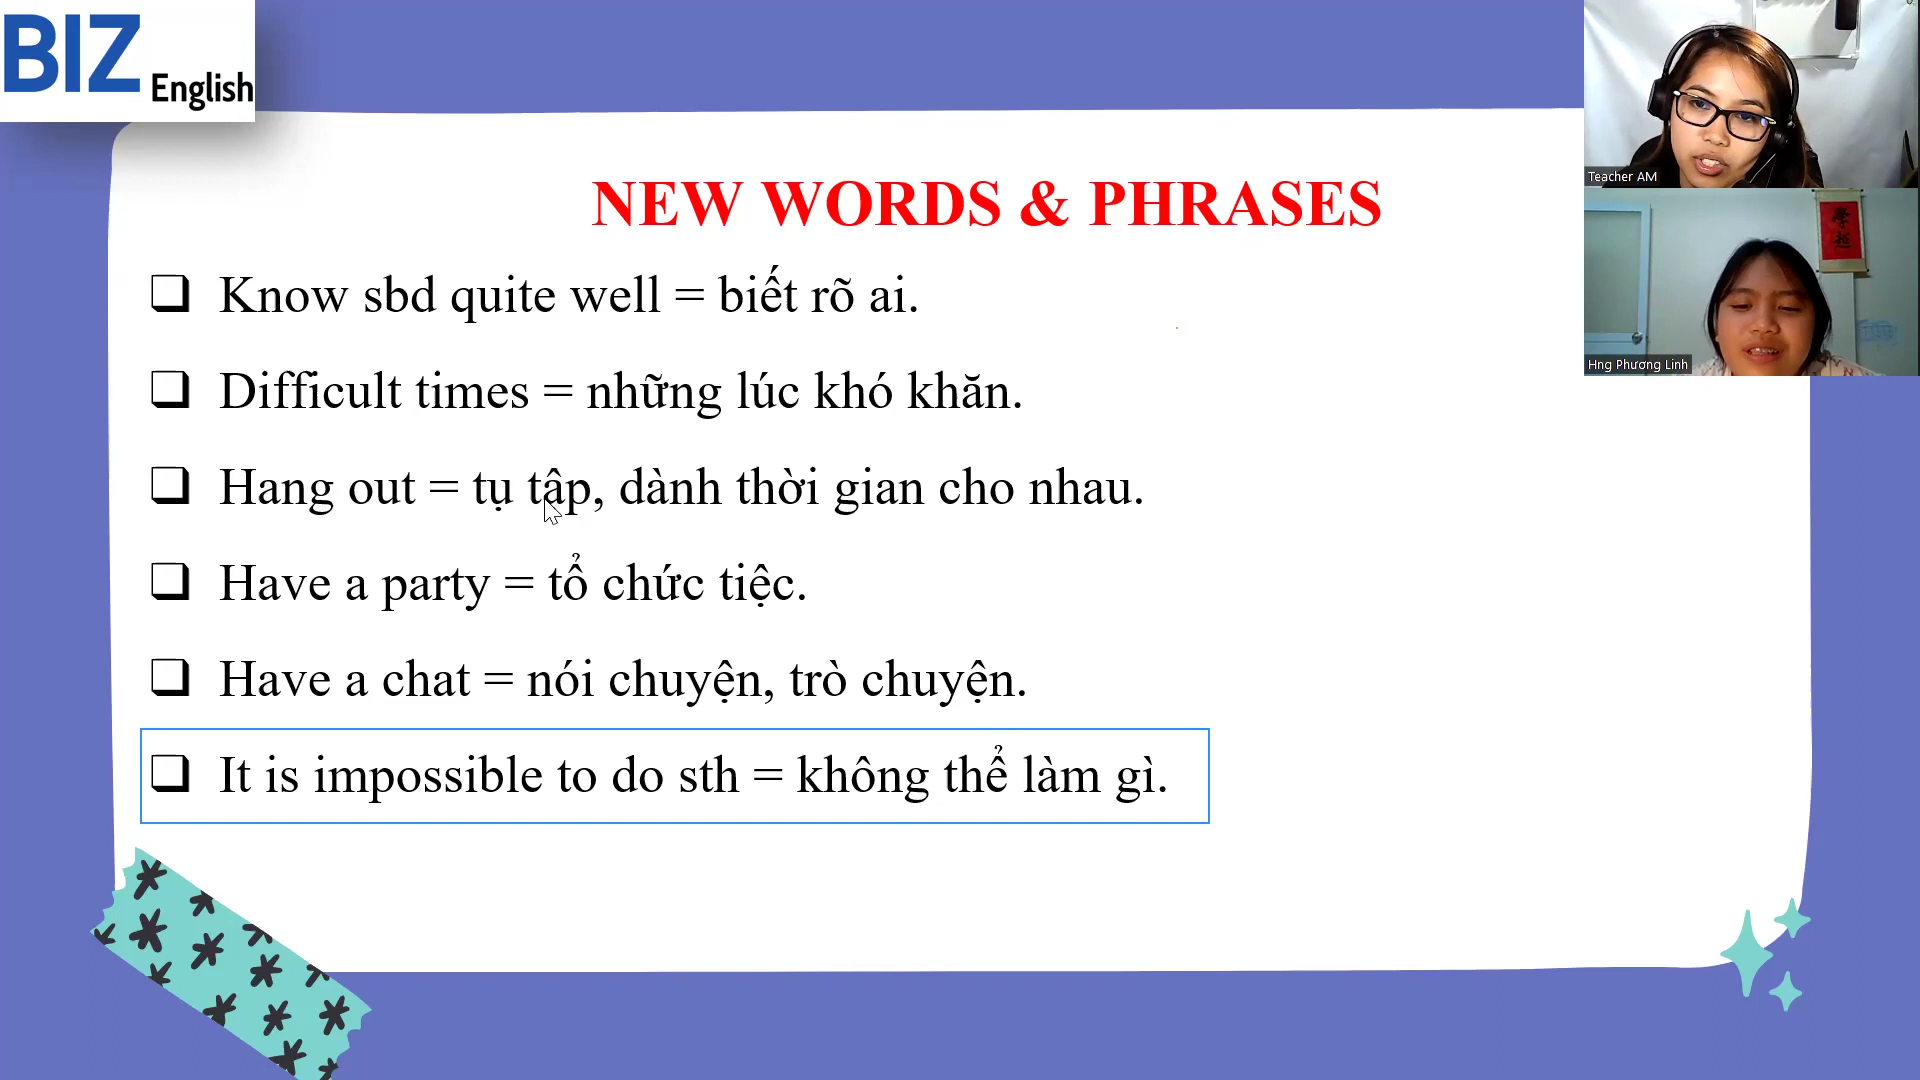 BIZ English
NEW WORDS & PHRASES
❑ Know sbd quite well = biết rõ ai.
❑ Difficult times = những lúc khó khăn.
❑ Hang out = tụ tập, dành thời gian cho nhau.
❑ Have a party = tổ chức tiệc.
❑ Have a chat = nói chuyện, trò chuyện.
❑ It is impossible to do sth = không thể làm gì.
Teacher AM
Hng Phương Linh